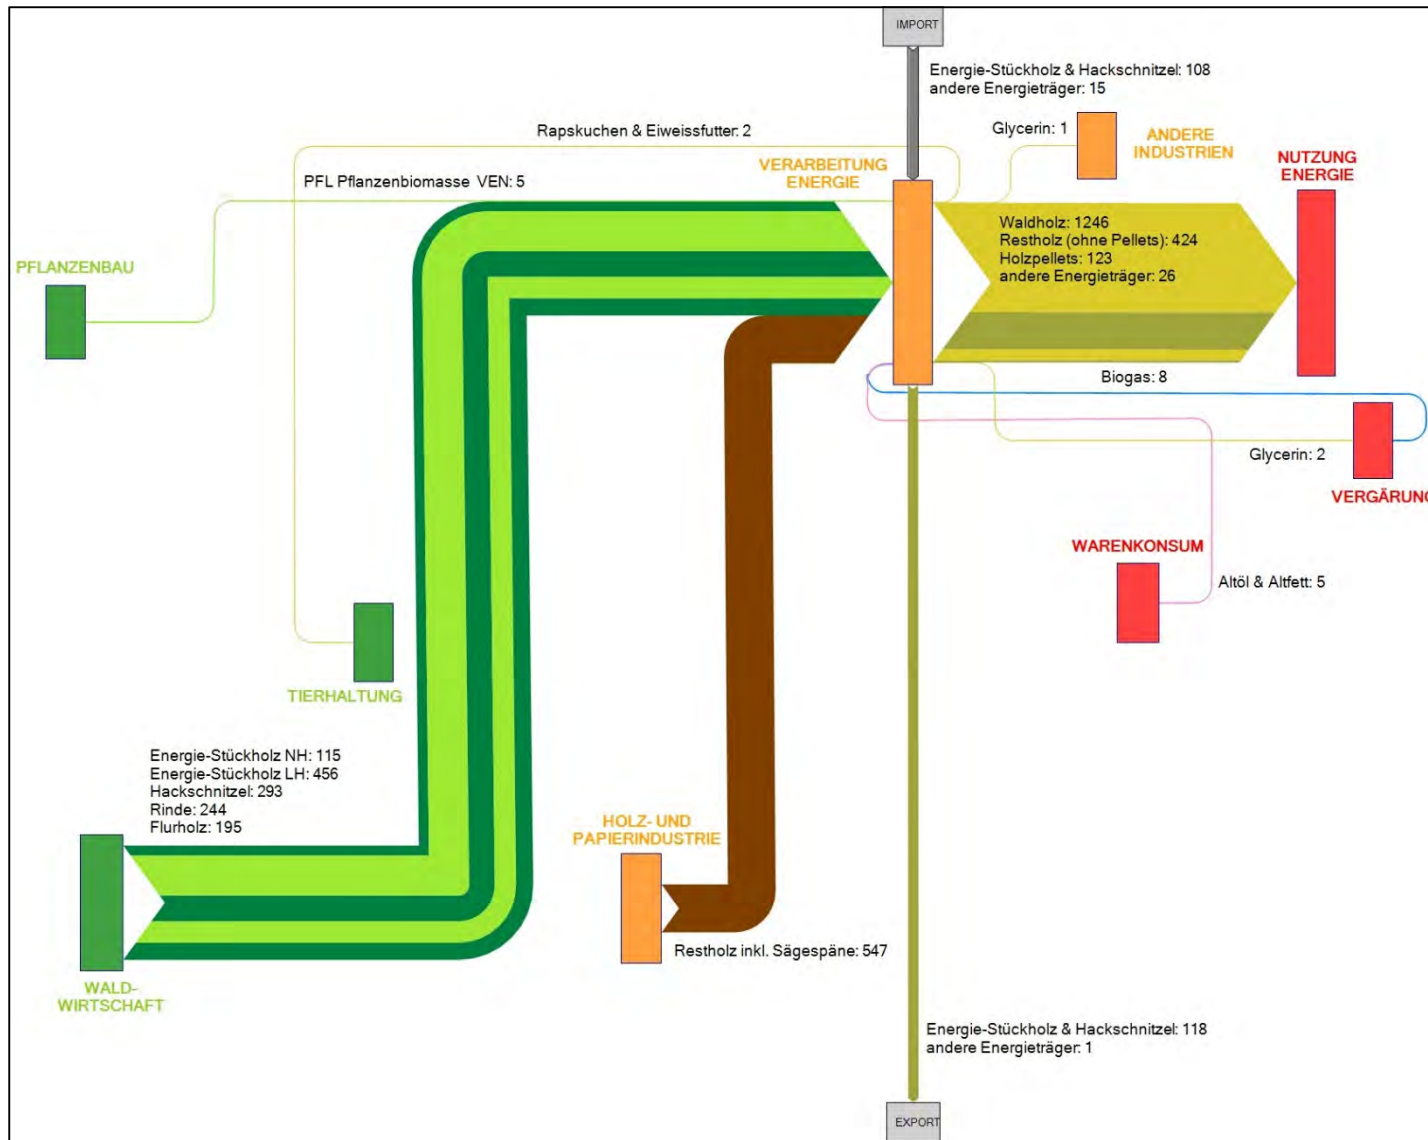 IMPORT
Energie-Stückholz & Hackschnitzel: 108
andere Energieträger: 15
Rapskuchen & Eiweissfutter: 2
Glycerin: 1
ANDERE
INDUSTRIEN
NUTZUNG
ENERGIE
VERARBEITUNG
ENERGIE
PFL Pflanzenbiomasse VEN: 5
Waldholz: 1246
Restholz (ohne Pellets): 424
Holzpellets: 123
andere Energieträger: 26
PFLANZENBAU
Biogas: 8
Glycerin: 2
VERGÄRUNG
WARENKONSUM
Altöl & Altfett: 5
TIERHALTUNG
Energie-Stückholz NH: 115
Energie-Stückholz LH: 456
Hackschnitzel: 293
Rinde: 244
Flurholz: 195
HOLZ- UND
PAPIERINDUSTRIE
Restholz inkl. Sägespäne: 547
WALD-
WIRTSCHAFT
Energie-Stückholz & Hackschnitzel: 118
andere Energieträger: 1
EXPORT